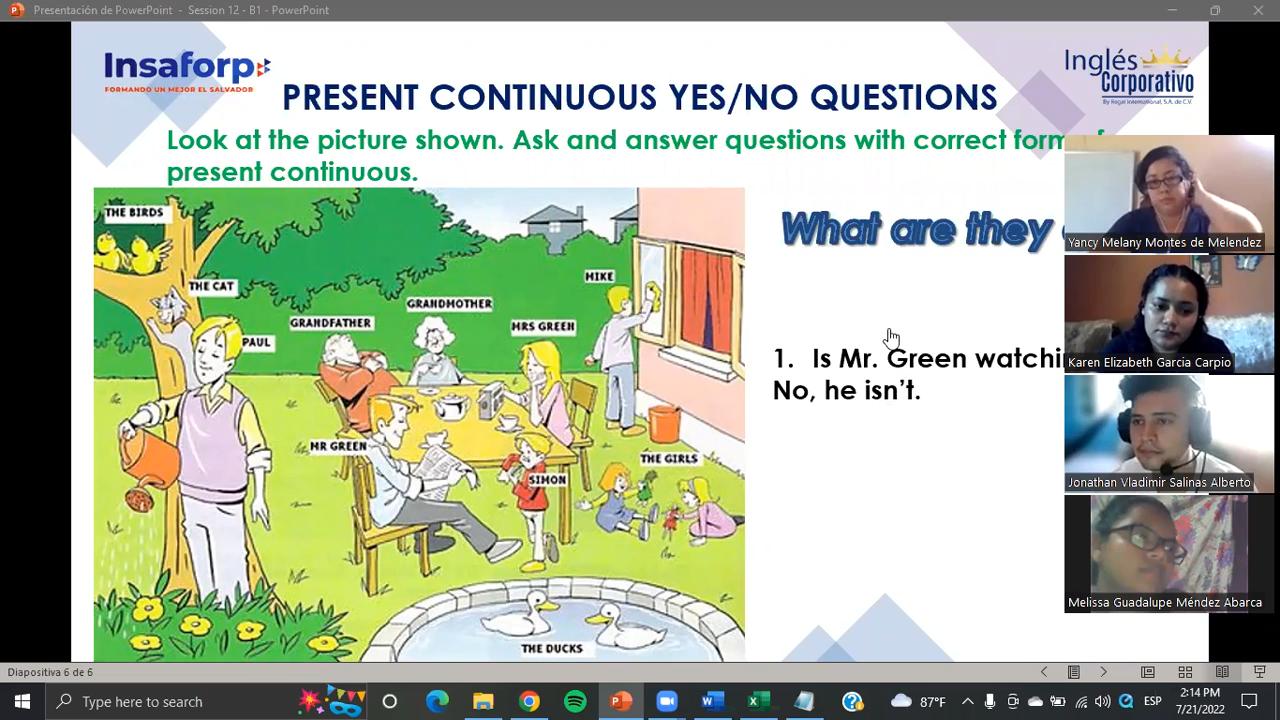 Presentación de PowerPoint - Session 12 - B1 - PowerPoint
Insaforp
FORMANDO UN MEJOR EL SALVADOR
Inglés
Corporativo
By Regal International, S.A. de C.V.
PRESENT CONTINUOUS YES/NO QUESTIONS
Look at the picture shown. Ask and answer questions with correct form
present continuous.
THE BIRDS
THE CAT
PAUL
GRANDFATHER
GRANDMOTHER
MRS GREEN
MIKE
MR GREEN
SIMON
THE GIRLS
THE DUCKS
What are they
1. Is Mr. Green
No, he isn't.
Yancy Melany Montes de Melendez
Karen Elizabeth Garcia Carpio
Jonathan Vladimir Salinas Alberto
Melissa Guadalupe Méndez Abarca
Diapositiva 6 de 6
Type here to search
87°F
ESP
2:14 PM
7/21/2022